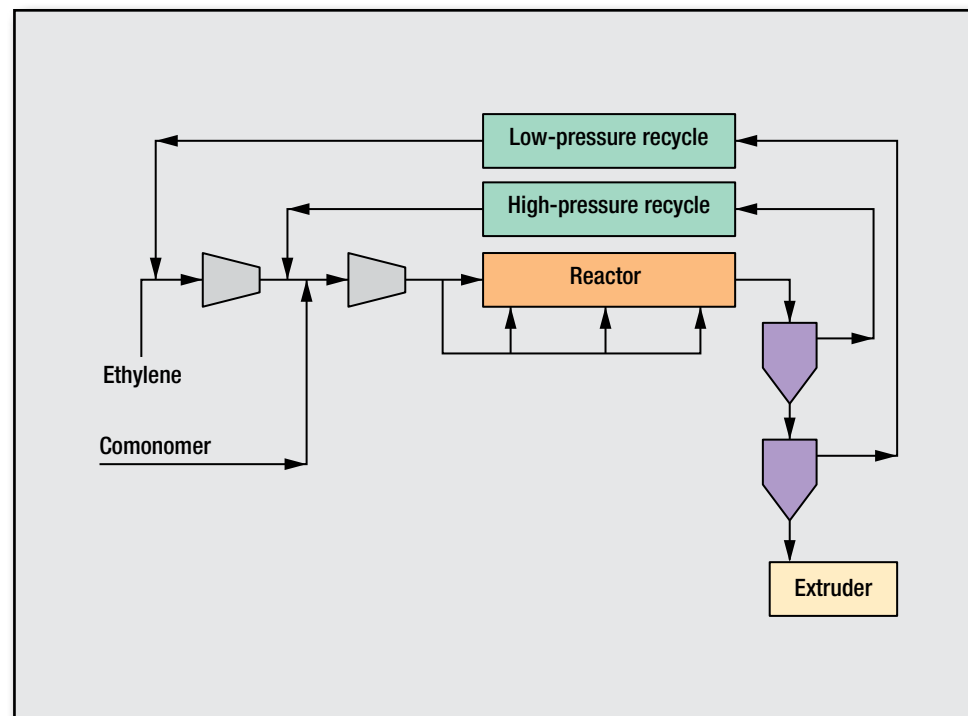 Low-pressure recycle
High-pressure recycle
Reactor
Ethylene
Comonomer
Extruder